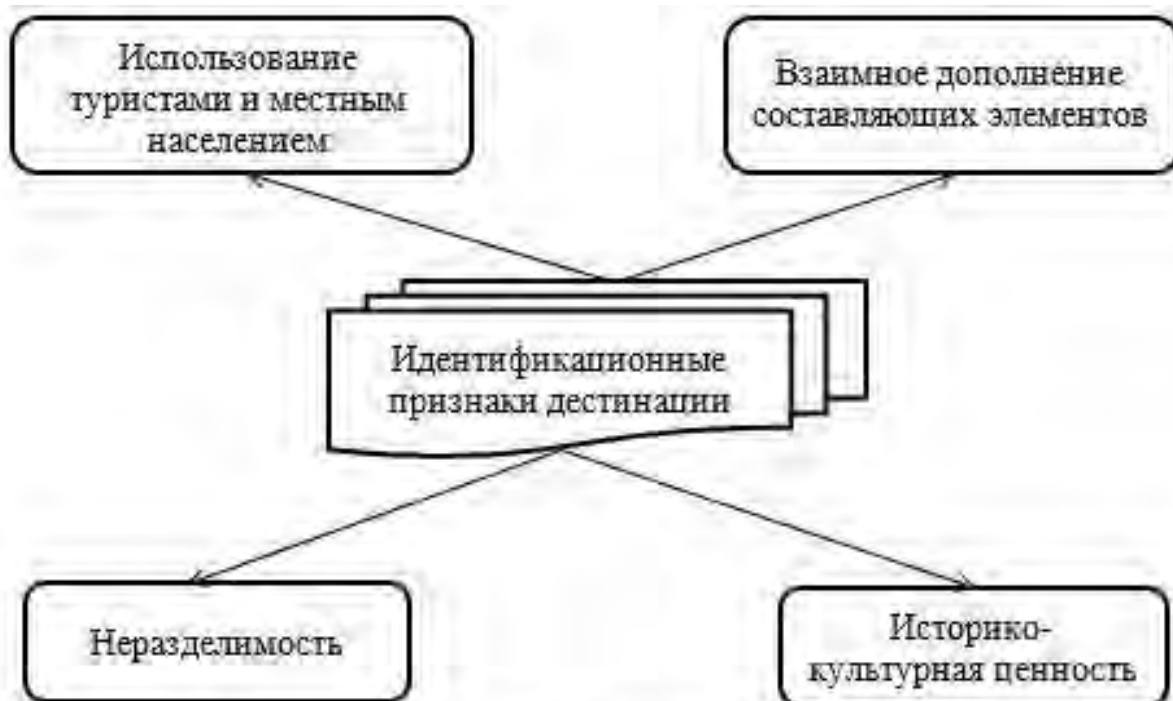 Использование
туристами и местным
населением
Взаимное дополнение
составляющих элементов
Идентификационные
признаки дестинации
Неразделимость
Историко-
культурная ценность